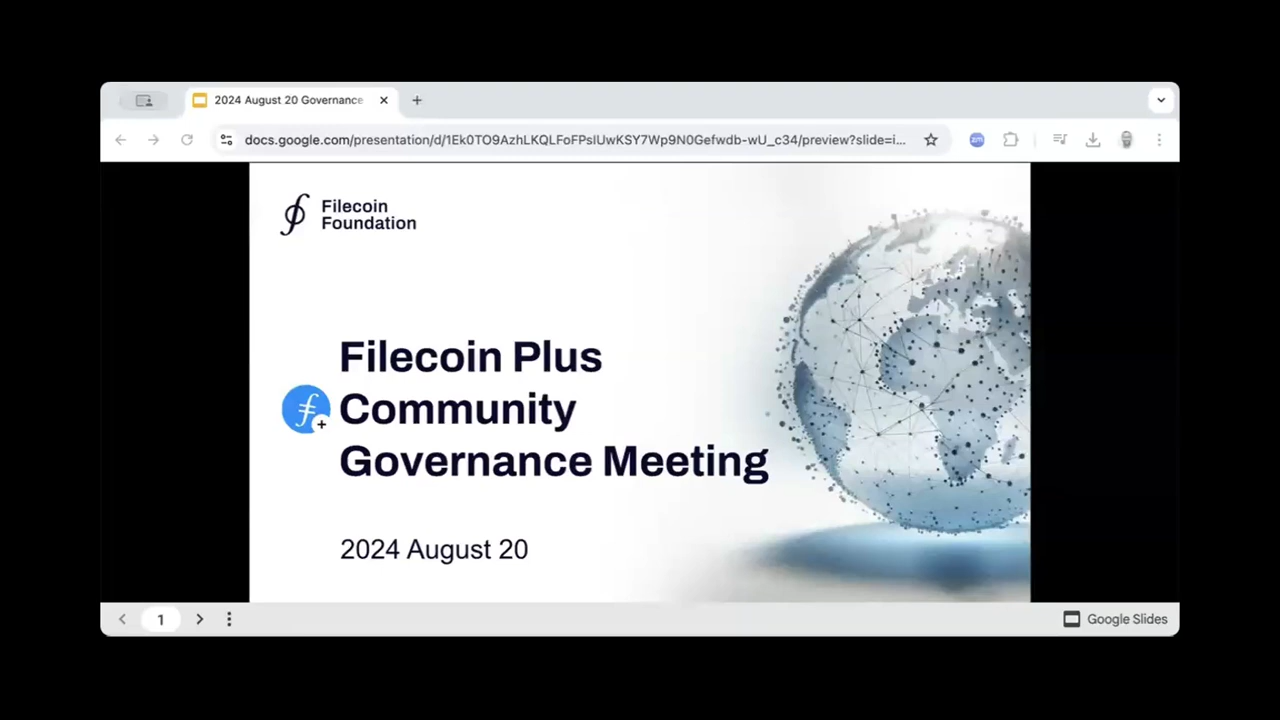 2024 August 20 Governance
docs.google.com/presentation/d/1Ek0TO9AzhLKQLFoFPsIUwKSY7Wp9N0Gefwdb-wU_c34/preview?slide=i...
zm
Filecoin
Foundation
Filecoin Plus
Community
Governance Meeting
2024 August 20
1
Google Slides